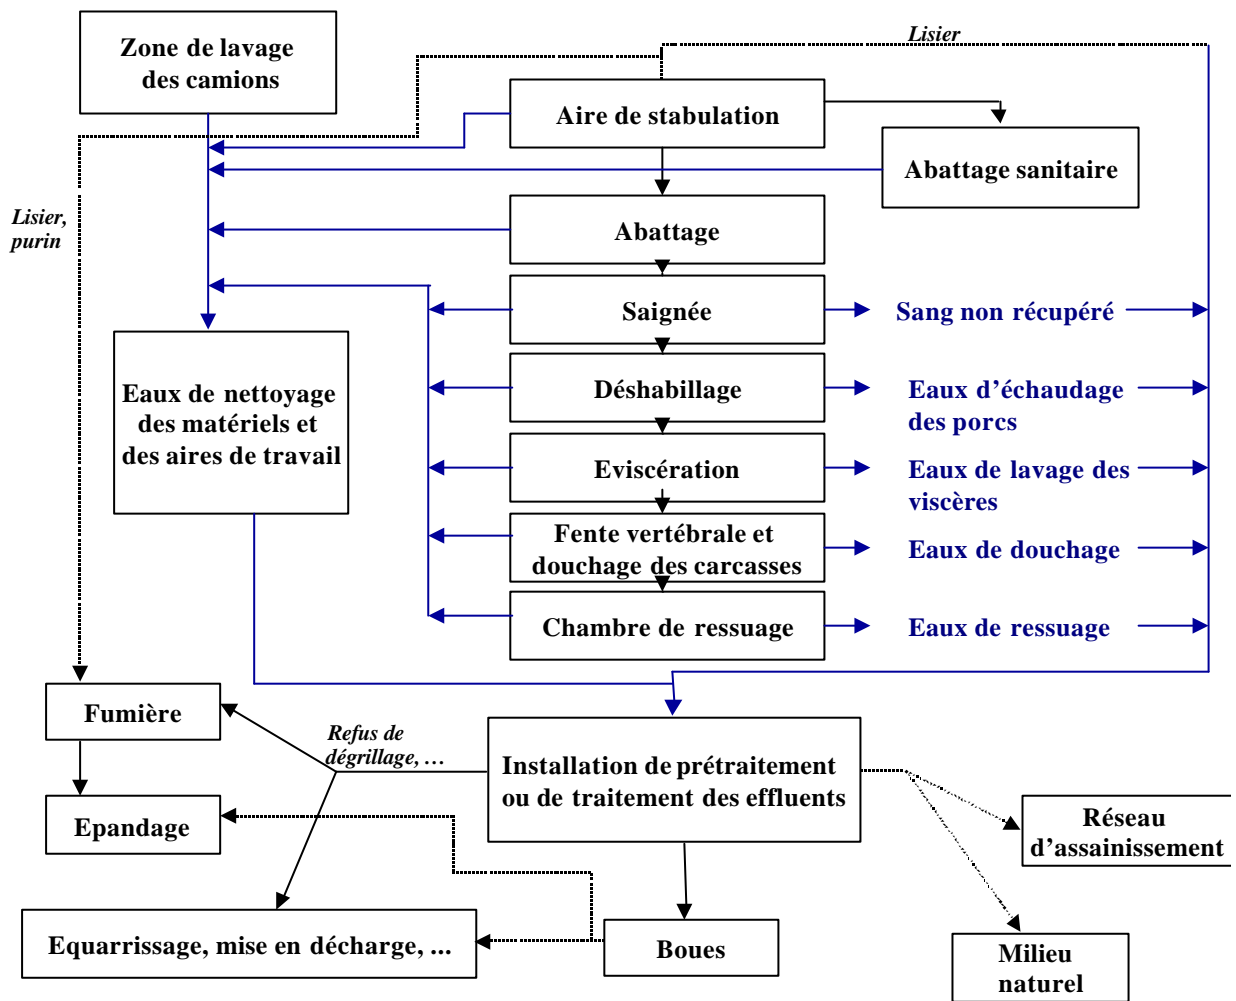 Zone de lavage
des camions
Lisier
Aire de stabulation
Abattage sanitaire
Lisier,
purin
Abattage
Saignée
Sang non récupéré
Eaux de nettoyage
des matériels et
des aires de travail
Déshabillage
Eaux d'échaudage
des porcs
Eviscération
Eaux de lavage des
viscères
Fente vertébrale et
douchage des carcasses
Eaux de douchage
Chambre de ressuage
Eaux de ressuage
Fumière
Refus de
dégrillage, …
Installation de prétraitement
ou de traitement des effluents
Epandage
Réseau
d'assainissement
Equarrissage, mise en décharge, ...
Boues
Milieu
naturel